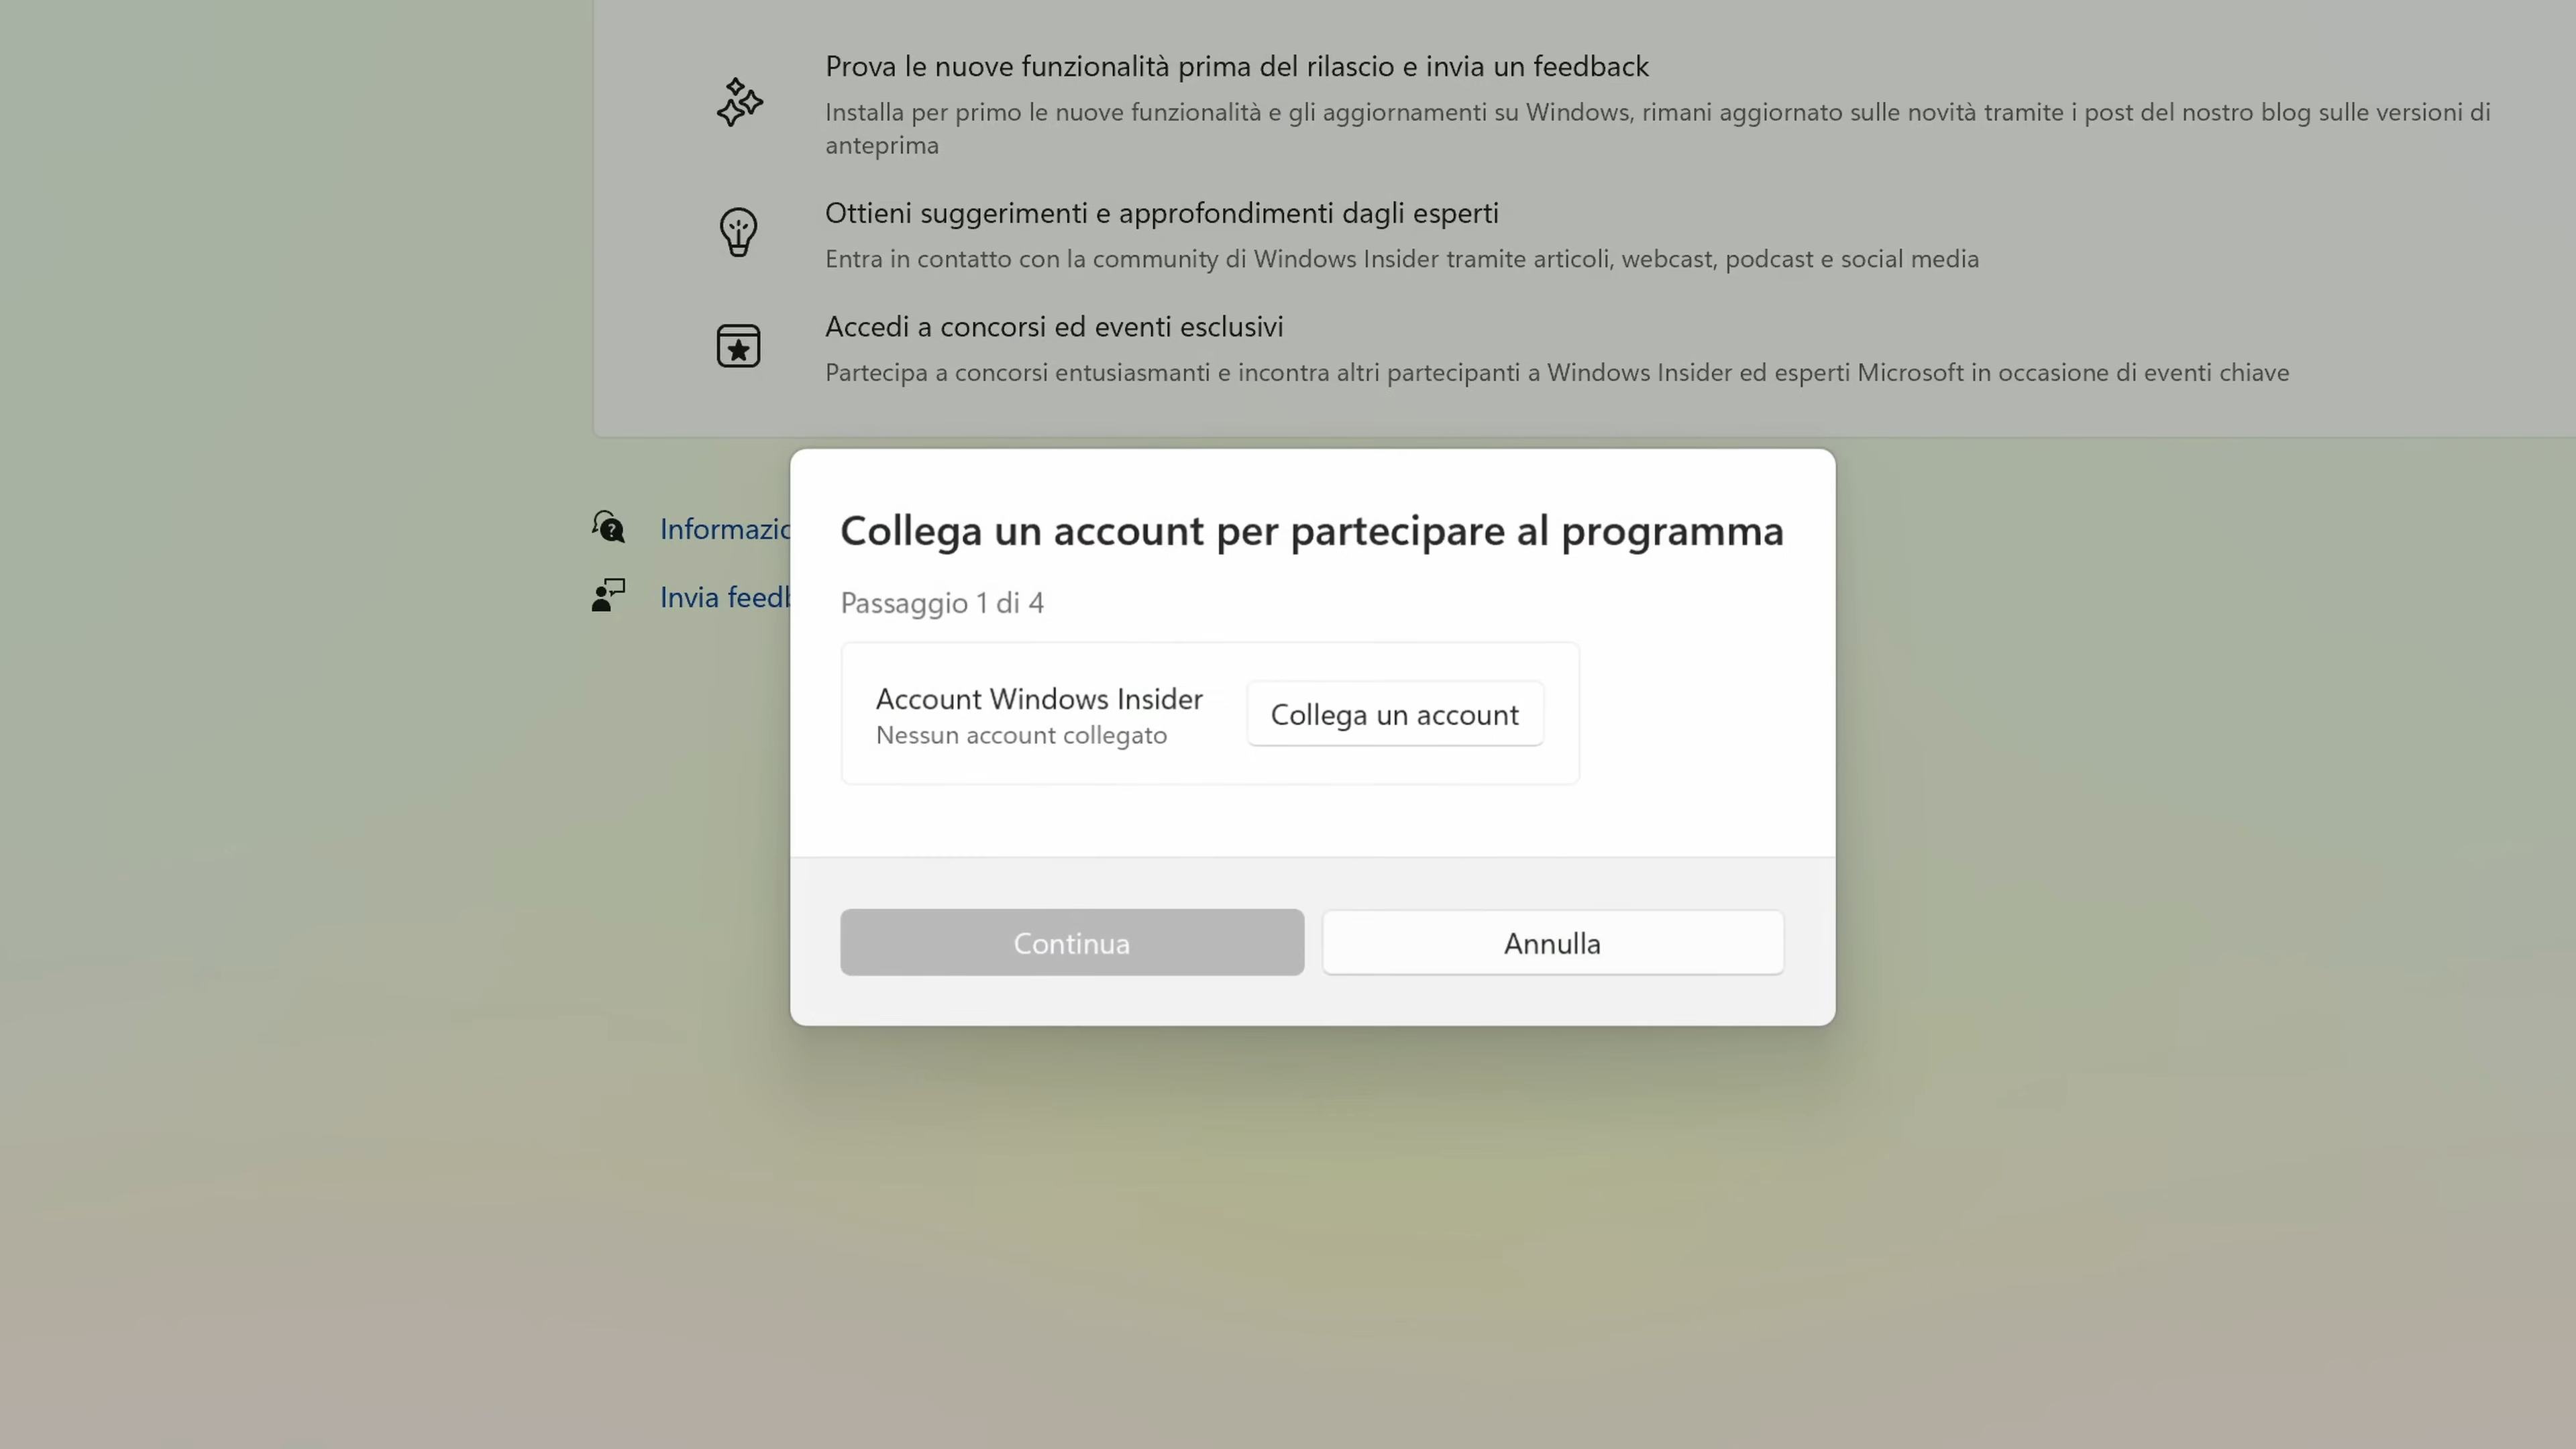 Prova le nuove funzionalità prima del rilascio e invia un feedback
Installa per primo le nuove funzionalità e gli aggiornamenti su Windows, rimani aggiornato sulle novità tramite i post del nostro blog sulle versioni di
anteprima
Ottieni suggerimenti e approfondimenti dagli esperti
Entra in contatto con la community di Windows Insider tramite articoli, webcast, podcast e social media
Accedi a concorsi ed eventi esclusivi
Partecipa a concorsi entusiasmanti e incontra altri partecipanti a Windows Insider ed esperti Microsoft in occasione di eventi chiave
Invia
Collega un account per partecipare al programma
Passaggio 1 di 4
Account Windows Insider
Nessun account collegato
Collega un account
Continua
Annulla